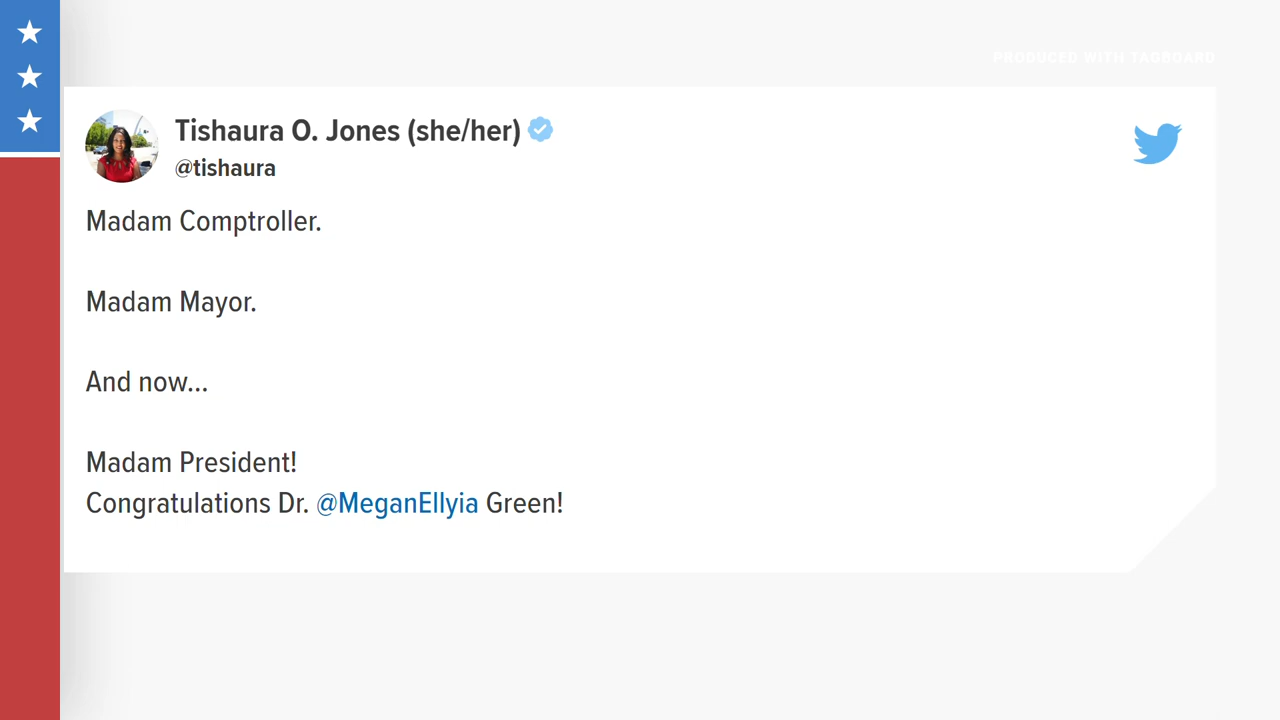 PRODUCED WITH TAGBOARD
Tishaura O. Jones (she/her)
@tishaura
Madam Comptroller.
Madam Mayor.
And now...
Madam President!
Congratulations Dr. @MeganEllyia Green!